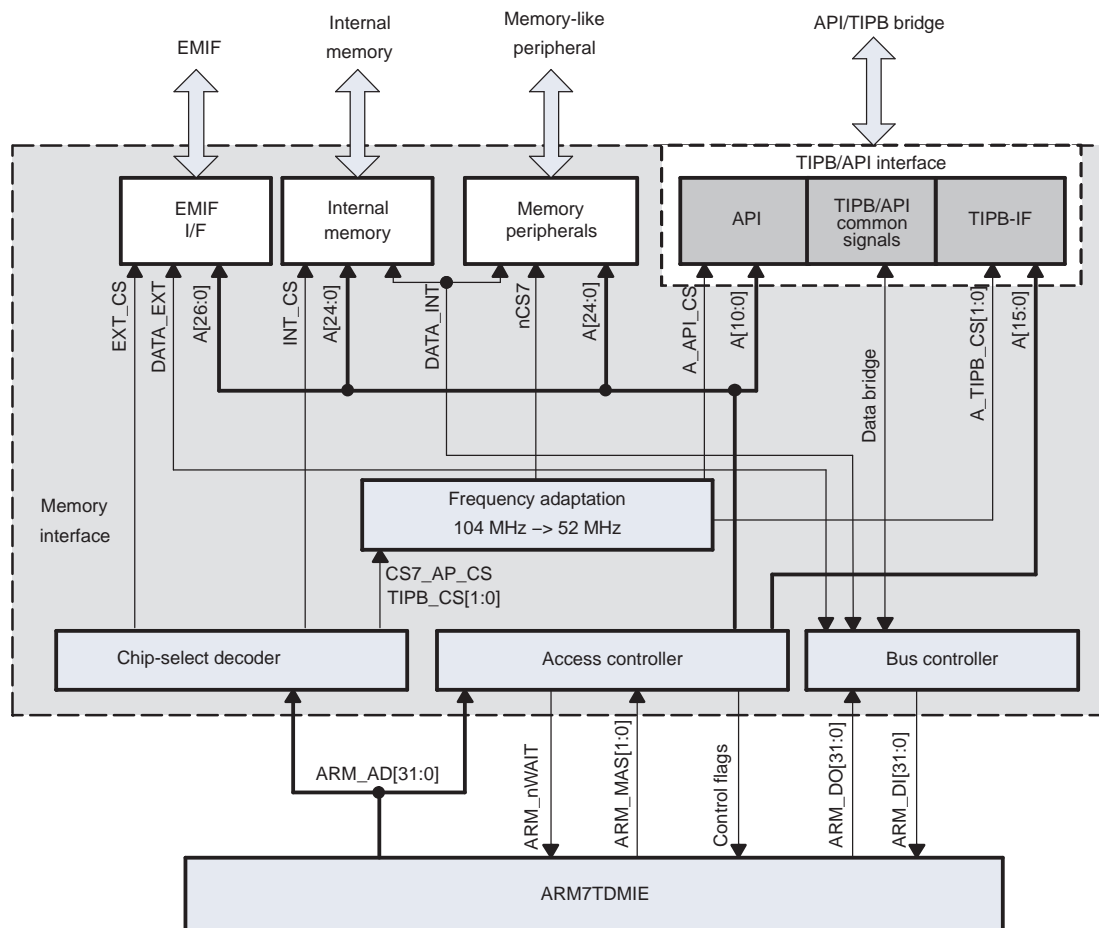 EMIF
Internal
memory
Memory-like
peripheral
API/TIPB bridge
TIPB/API interface
EMIF
I/F
Internal
memory
Memory
peripherals
API
TIPB/API
common
signals
TIPB-IF
EXT_CS
DATA_EXT
A[26:0]
INT_CS
A[24:0]
DATA_INT
nCS7
A[24:0]
A_API_CS
A[10:0]
Data bridge
A_TIPB_CS[1:0]
A[15:0]
Memory
interface
Frequency adaptation
104 MHz –> 52 MHz
CS7_AP_CS
TIPB_CS[1:0]
Chip-select decoder
Access controller
Bus controller
ARM_AD[31:0]
ARM_nWAIT
ARM_MAS[1:0]
Control flags
ARM_DO[31:0]
ARM_DI[31:0]
ARM7TDMIE